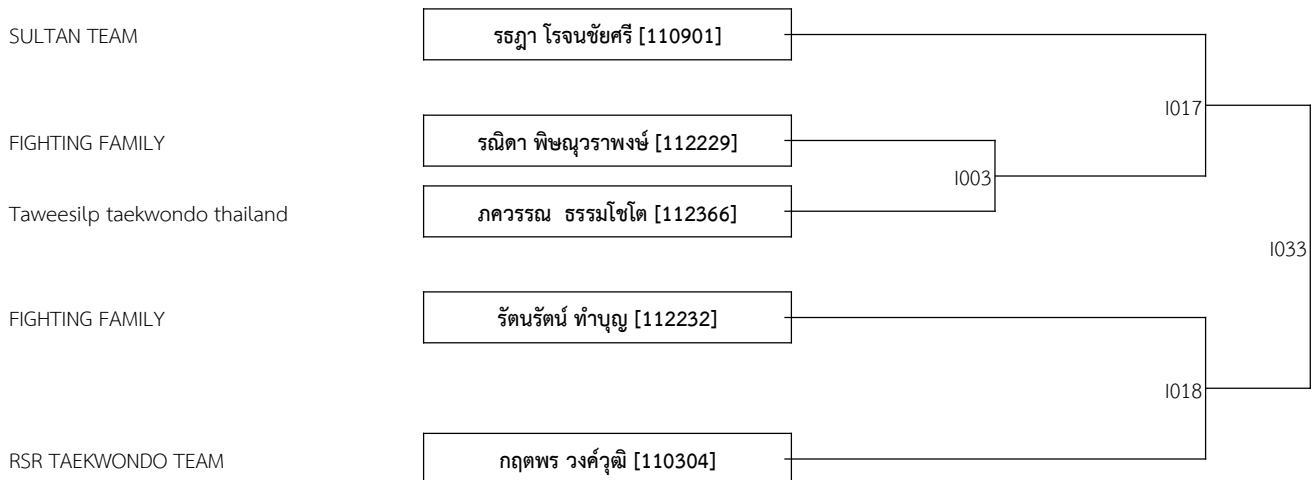 SULTAN TEAM รธฎา โรจนชัยศรี [110901]
I017
FIGHTING FAMILY รณิดา พิษณุวราพงษ์ [112229]
I003
Taweesilp taekwondo thailand ภควรรณ  ธรรมโชโต [112366]
I033
FIGHTING FAMILY รัตนรัตน์ ทำบุญ [112232]
I018
RSR TAEKWONDO TEAM กฤตพร วงค์วุฒิ [110304]